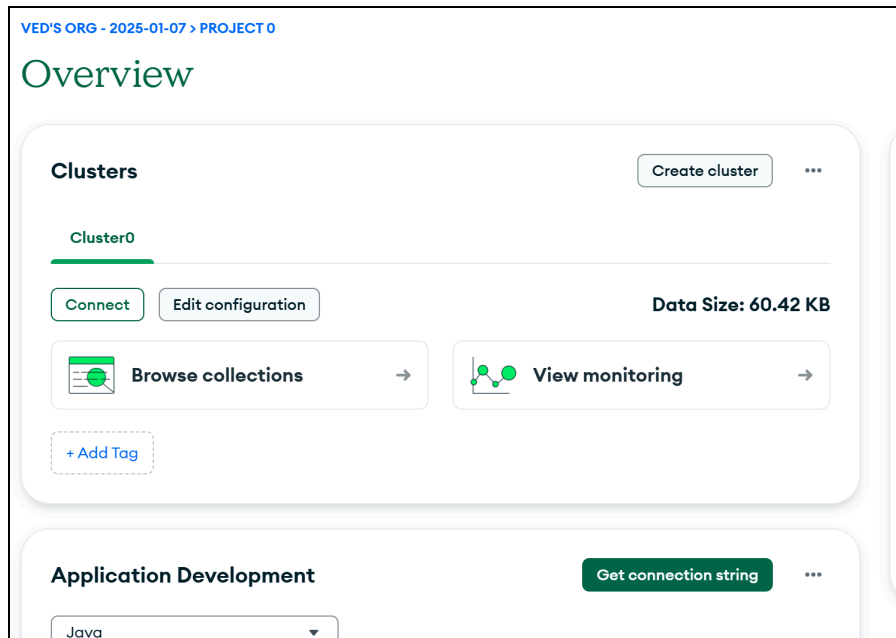 VED'S ORG - 2025-01-07 > PROJECT 0
Overview
Clusters
Create cluster
Cluster0
Connect
Edit configuration
Data Size: 60.42 KB
Browse collections
View monitoring
+ Add Tag
Application Development
Get connection string
Java